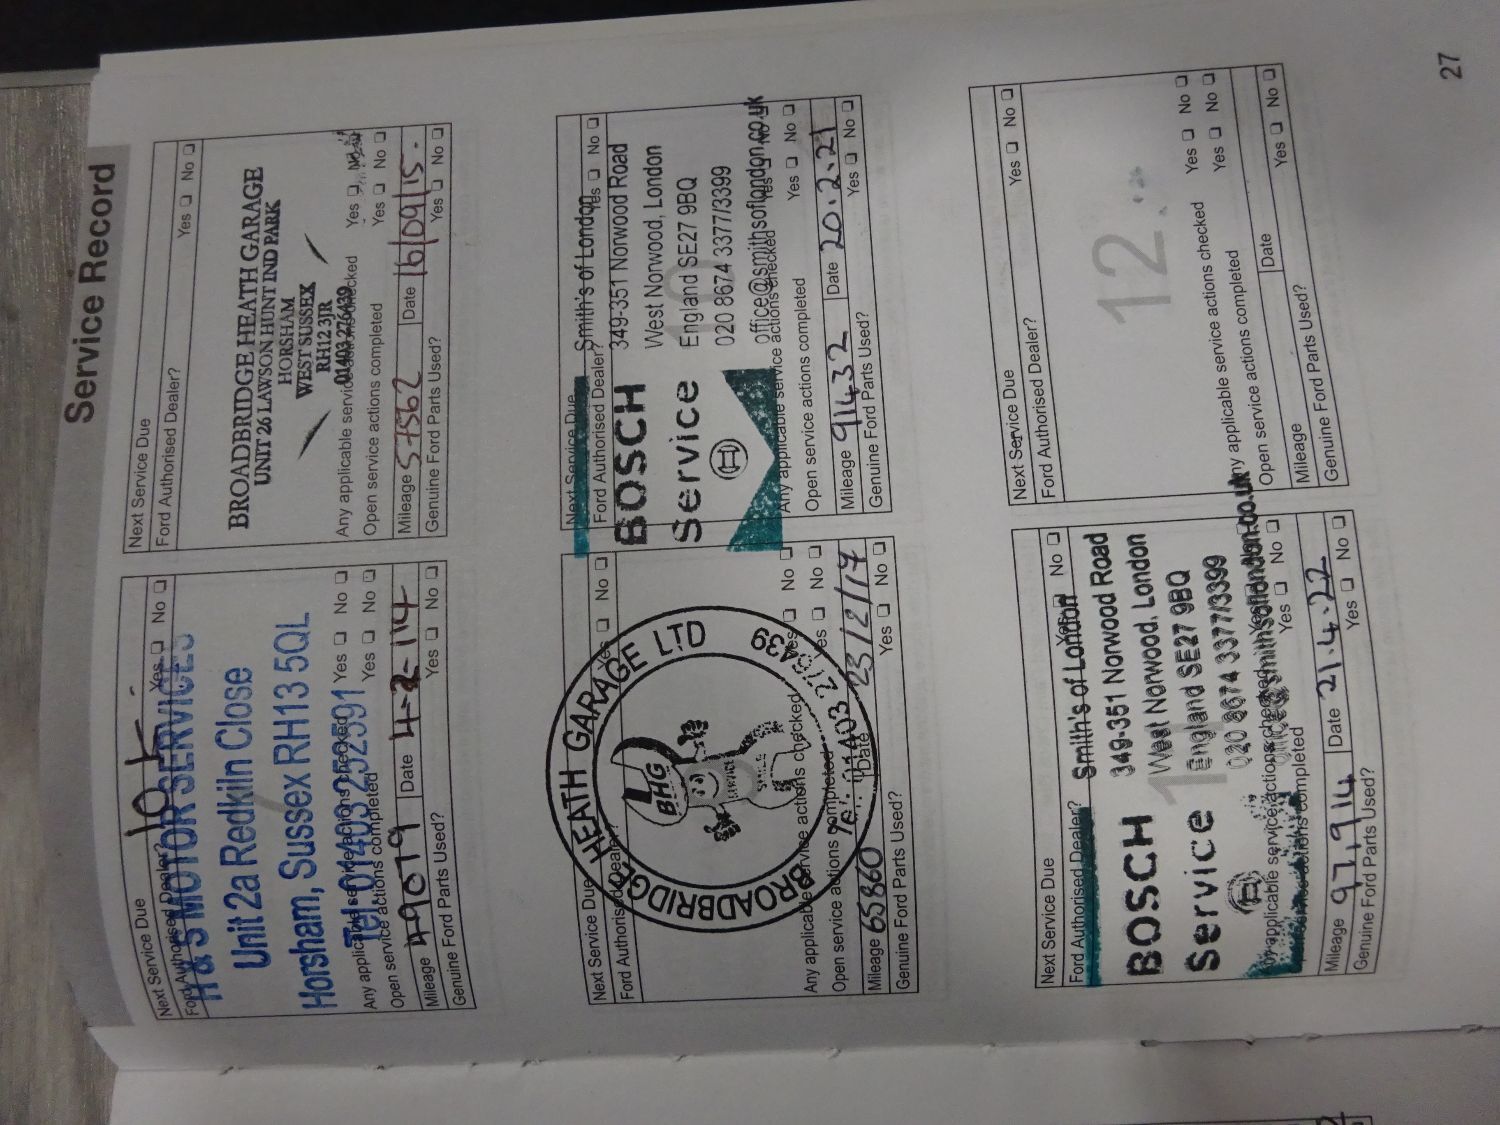 Service Record
Next Service Due 10 K.
Ford Authorised Dealer? Yes No
H & S MOTOR SERVICES
Unit 2a Redkiln Close
Horsham, Sussex RH13 5QL
Tel 01403 252591
Any applicable service actions checked Yes No
Open service actions completed Yes No
Mileage 49079 Date 4-2-114
Genuine Ford Parts Used? Yes No
Next Service Due
Ford Authorised Dealer? Yes No
BROADBRIDGE HEATH GARAGE
UNIT 26 LAWSON HUNT IND PARK
HORSHAM
WEST SUSSEX
RH12 3JR
01403 276439
Any applicable service actions checked Yes No
Open service actions completed Yes No
Mileage 57562 Date 16/09/15.
Genuine Ford Parts Used? Yes No
Next Service Due
Ford Authorised Dealer? Yes No
BROADBRIDGE HEATH GARAGE LTD
BHG
SERVICE
SMILE
Tel: 01403 276439
Any applicable service actions checked Yes No
Open service actions completed Yes No
Mileage 65860 Date 23/2/17
Genuine Ford Parts Used? Yes No
Next Service Due
Ford Authorised Dealer? Yes No
BOSCH
Service
Smith's of London
349-351 Norwood Road
West Norwood, London
England SE27 9BQ
10
020 8674 3377/3399
office@smithsoflondon.co.uk
Any applicable service actions checked Yes No
Open service actions completed Yes No
Mileage 91432 Date 20.2.21
Genuine Ford Parts Used? Yes No
Next Service Due
Ford Authorised Dealer? Yes No
BOSCH
Service
Smith's of London
349-351 Norwood Road
West Norwood, London
England SE27 9BQ
020 8674 3377/3399
office@smithsoflondon.co.uk
Any applicable service actions checked Yes No
Open service actions completed Yes No
Mileage 97,914 Date 21.4.22
Genuine Ford Parts Used? Yes No
Next Service Due
Ford Authorised Dealer? Yes No
12
Any applicable service actions checked Yes No
Open service actions completed Yes No
Mileage Date
Genuine Ford Parts Used? Yes No
27